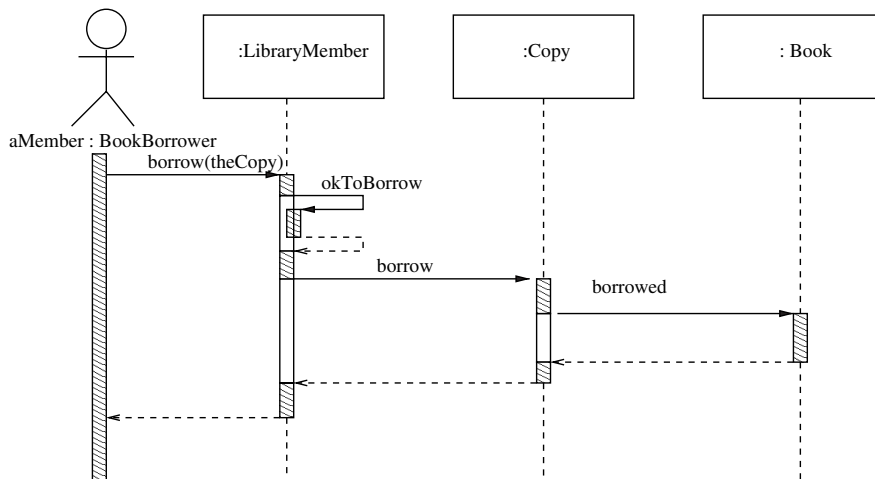 :LibraryMember
:Copy
: Book
aMember : BookBorrower
borrow(theCopy)
okToBorrow
borrow
borrowed